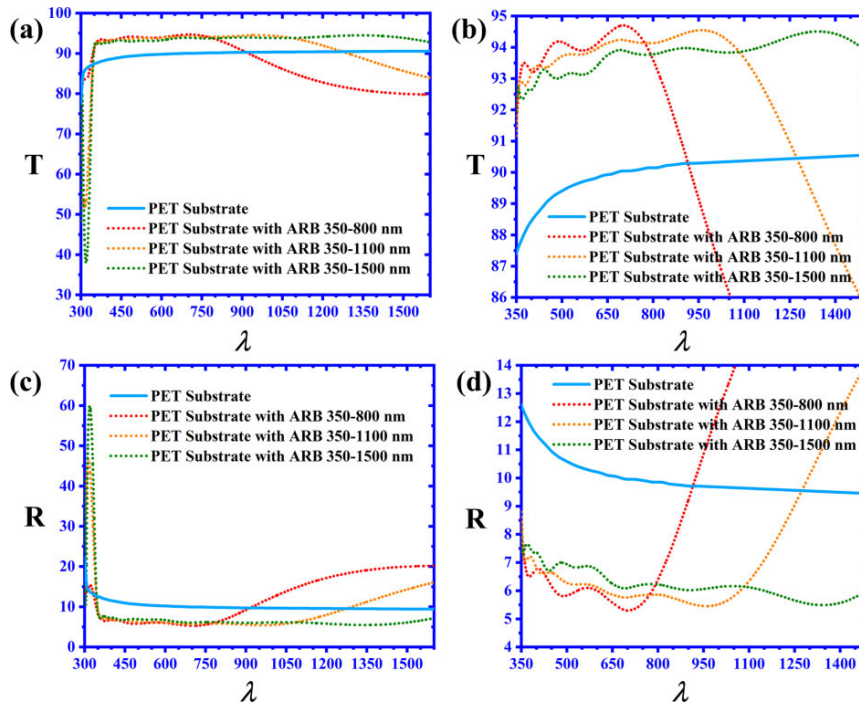 (a)
100
90
80
70
60
50
40
30
T
PET Substrate
PET Substrate with ARB 350-800 nm
PET Substrate with ARB 350-1100 nm
PET Substrate with ARB 350-1500 nm
300 450 600 750 900 1050 1200 1350 1500
λ
(b)
95
94
93
92
91
90
89
88
87
86
T
PET Substrate
PET Substrate with ARB 350-800 nm
PET Substrate with ARB 350-1100 nm
PET Substrate with ARB 350-1500 nm
350 500 650 800 950 1100 1250 1400
λ
(c)
70
60
50
40
30
20
10
0
R
PET Substrate
PET Substrate with ARB 350-800 nm
PET Substrate with ARB 350-1100 nm
PET Substrate with ARB 350-1500 nm
300 450 600 750 900 1050 1200 1350 1500
λ
(d)
14
13
12
11
10
9
8
7
6
5
4
R
PET Substrate
PET Substrate with ARB 350-800 nm
PET Substrate with ARB 350-1100 nm
PET Substrate with ARB 350-1500 nm
350 500 650 800 950 1100 1250 1400
λ